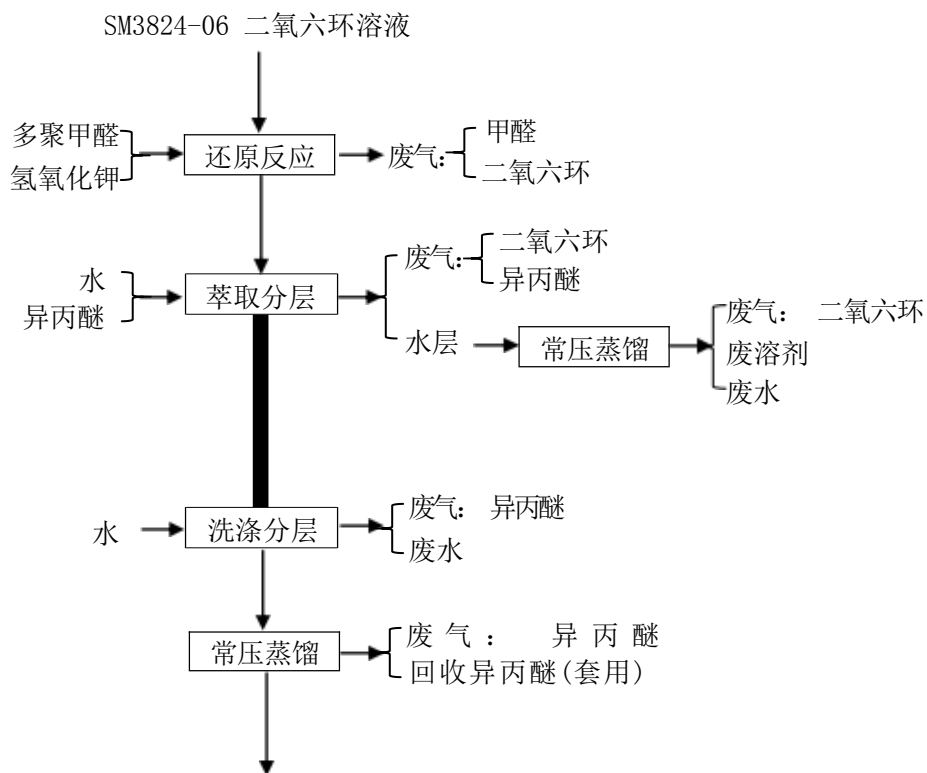 SM3824-06 二氧六环溶液
多聚甲醛
氢氧化钾
还原反应
废气:
甲醛
二氧六环
水
异丙醚
萃取分层
废气:
二氧六环
异丙醚
水层
常压蒸馏
废气: 二氧六环
废溶剂
废水
水
洗涤分层
废气: 异丙醚
废水
常压蒸馏
废气: 异丙醚
回收异丙醚(套用)